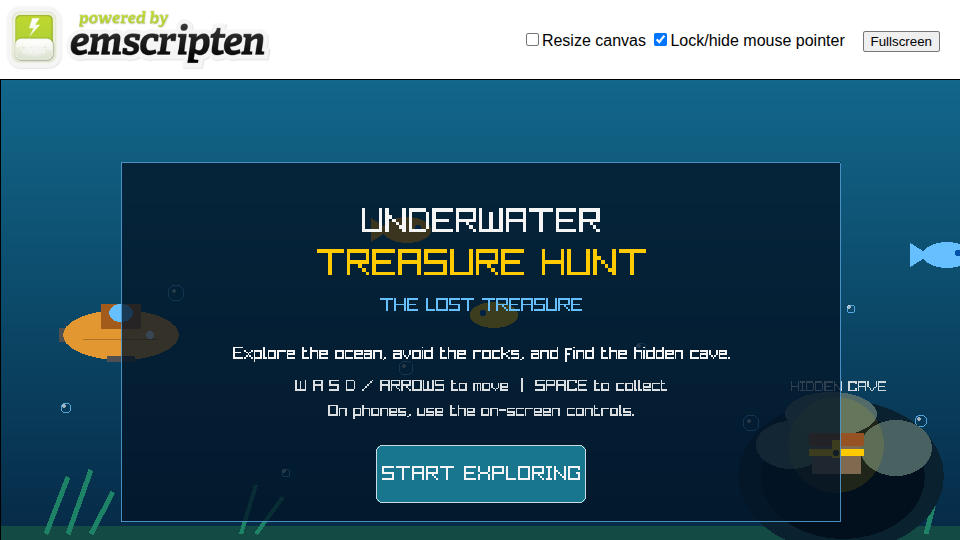 powered by
emscripten
Resize canvas
Lock/hide mouse pointer
Fullscreen
UNDERWATER
TREASURE HUNT
THE LOST TREASURE
Explore the ocean, avoid the rocks, and find the hidden cave.
W A S D / ARROWS to move | SPACE to collect
HIDDEN CAVE
On phones, use the on-screen controls.
START EXPLORING